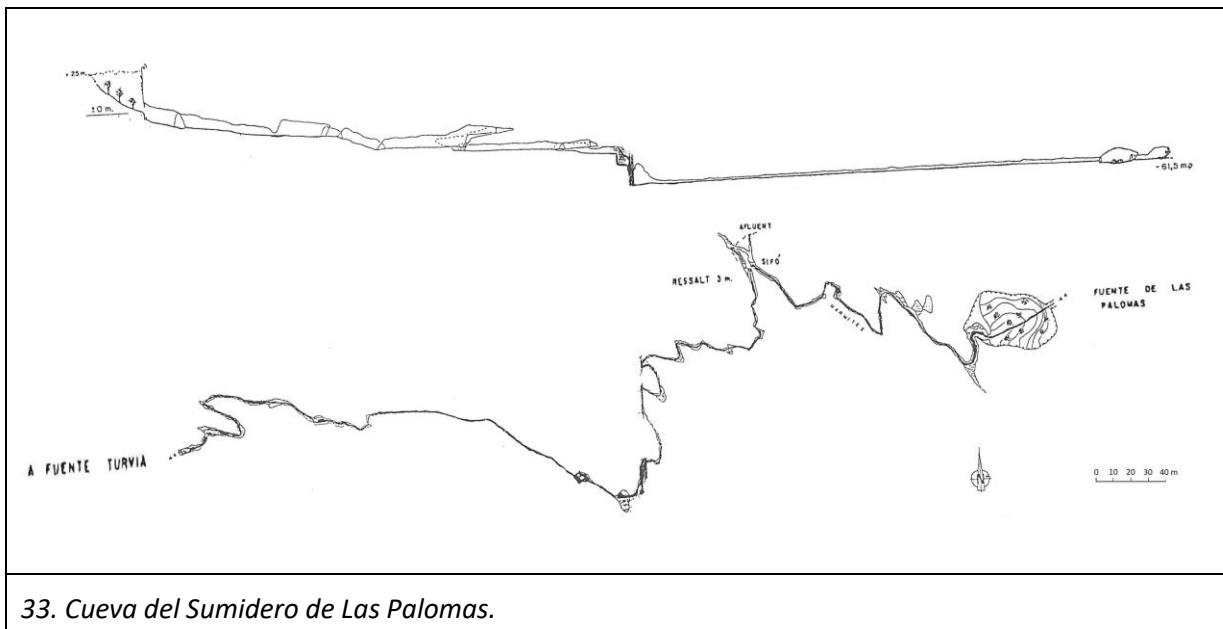 + 25 m.
±0 m.
- 61,5 m
AFLUENT
SIFÓ
RESSALT 3 m.
MARMITES
FUENTE DE LAS
PALOMAS
A FUENTE TURVIA
N
0 10 20 30 40 m
33. Cueva del Sumidero de Las Palomas.